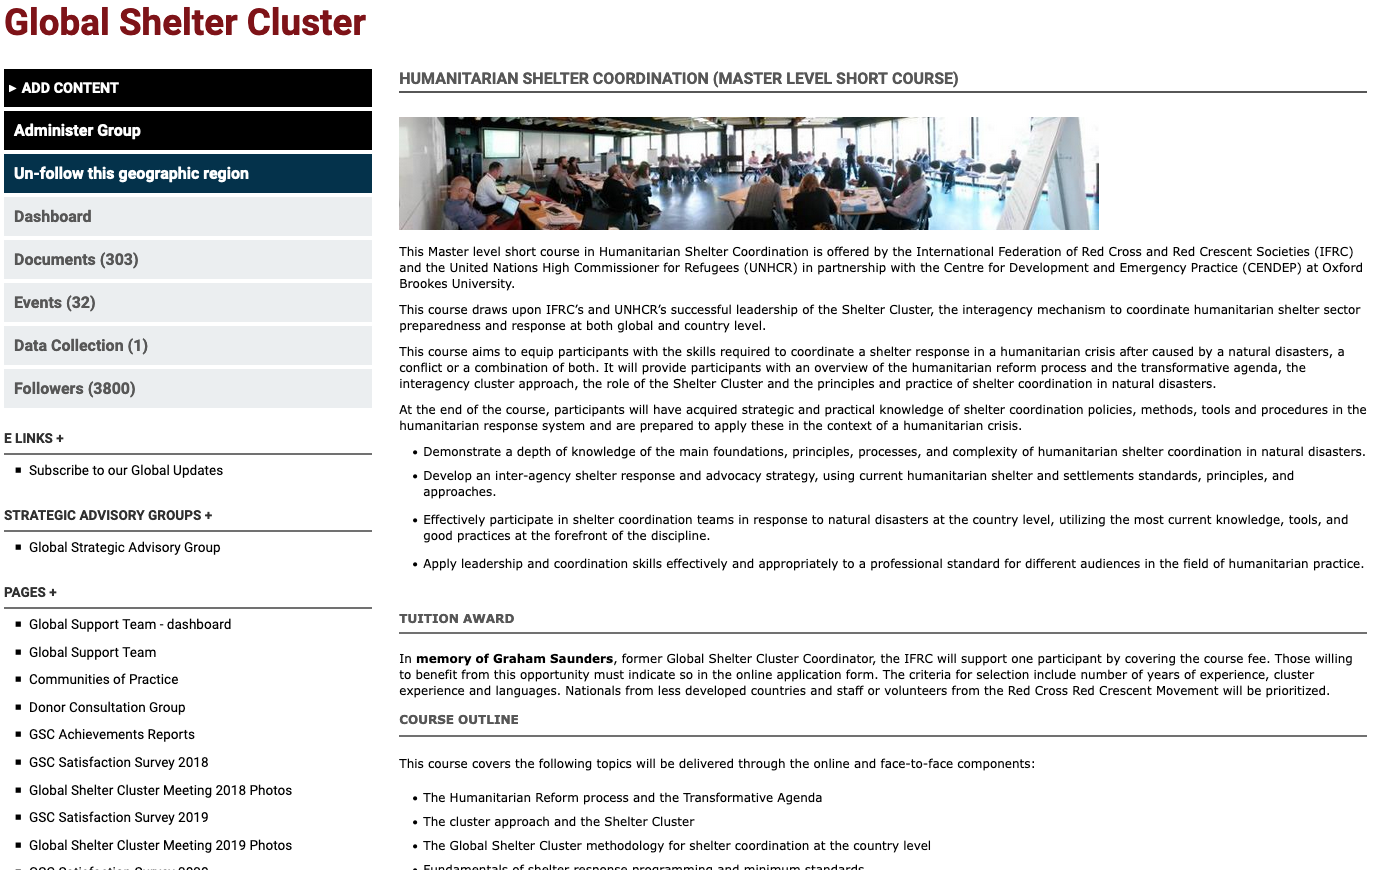 Global Shelter Cluster
▸ ADD CONTENT
Administer Group
Un-follow this geographic region
Dashboard
Documents (303)
Events (32)
Data Collection (1)
Followers (3800)
E LINKS +
▪ Subscribe to our Global Updates
STRATEGIC ADVISORY GROUPS +
▪ Global Strategic Advisory Group
PAGES +
▪ Global Support Team - dashboard
▪ Global Support Team
▪ Communities of Practice
▪ Donor Consultation Group
▪ GSC Achievements Reports
▪ GSC Satisfaction Survey 2018
▪ Global Shelter Cluster Meeting 2018 Photos
▪ GSC Satisfaction Survey 2019
▪ Global Shelter Cluster Meeting 2019 Photos
HUMANITARIAN SHELTER COORDINATION (MASTER LEVEL SHORT COURSE)
This Master level short course in Humanitarian Shelter Coordination is offered by the International Federation of Red Cross and Red Crescent Societies (IFRC)
and the United Nations High Commissioner for Refugees (UNHCR) in partnership with the Centre for Development and Emergency Practice (CENDEP) at Oxford
Brookes University.
This course draws upon IFRC’s and UNHCR’s successful leadership of the Shelter Cluster, the interagency mechanism to coordinate humanitarian shelter sector
preparedness and response at both global and country level.
This course aims to equip participants with the skills required to coordinate a shelter response in a humanitarian crisis after caused by a natural disasters, a
conflict or a combination of both. It will provide participants with an overview of the humanitarian reform process and the transformative agenda, the
interagency cluster approach, the role of the Shelter Cluster and the principles and practice of shelter coordination in natural disasters.
At the end of the course, participants will have acquired strategic and practical knowledge of shelter coordination policies, methods, tools and procedures in the
humanitarian response system and are prepared to apply these in the context of a humanitarian crisis.
• Demonstrate a depth of knowledge of the main foundations, principles, processes, and complexity of humanitarian shelter coordination in natural disasters.
• Develop an inter-agency shelter response and advocacy strategy, using current humanitarian shelter and settlements standards, principles, and
approaches.
• Effectively participate in shelter coordination teams in response to natural disasters at the country level, utilizing the most current knowledge, tools, and
good practices at the forefront of the discipline.
• Apply leadership and coordination skills effectively and appropriately to a professional standard for different audiences in the field of humanitarian practice.
TUITION AWARD
In memory of Graham Saunders, former Global Shelter Cluster Coordinator, the IFRC will support one participant by covering the course fee. Those willing
to benefit from this opportunity must indicate so in the online application form. The criteria for selection include number of years of experience, cluster
experience and languages. Nationals from less developed countries and staff or volunteers from the Red Cross Red Crescent Movement will be prioritized.
COURSE OUTLINE
This course covers the following topics will be delivered through the online and face-to-face components:
• The Humanitarian Reform process and the Transformative Agenda
• The cluster approach and the Shelter Cluster
• The Global Shelter Cluster methodology for shelter coordination at the country level
• Fundamentals of shelter response programming and minimum standards